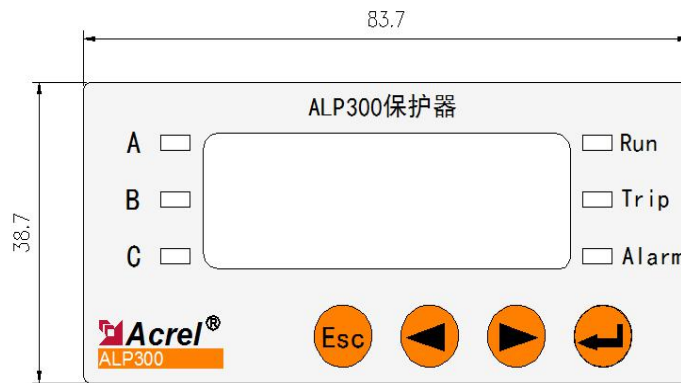 83.7
38.7
ALP300保护器
A
Run
B
Trip
C
Alarm
Acrel®
ALP300
Esc